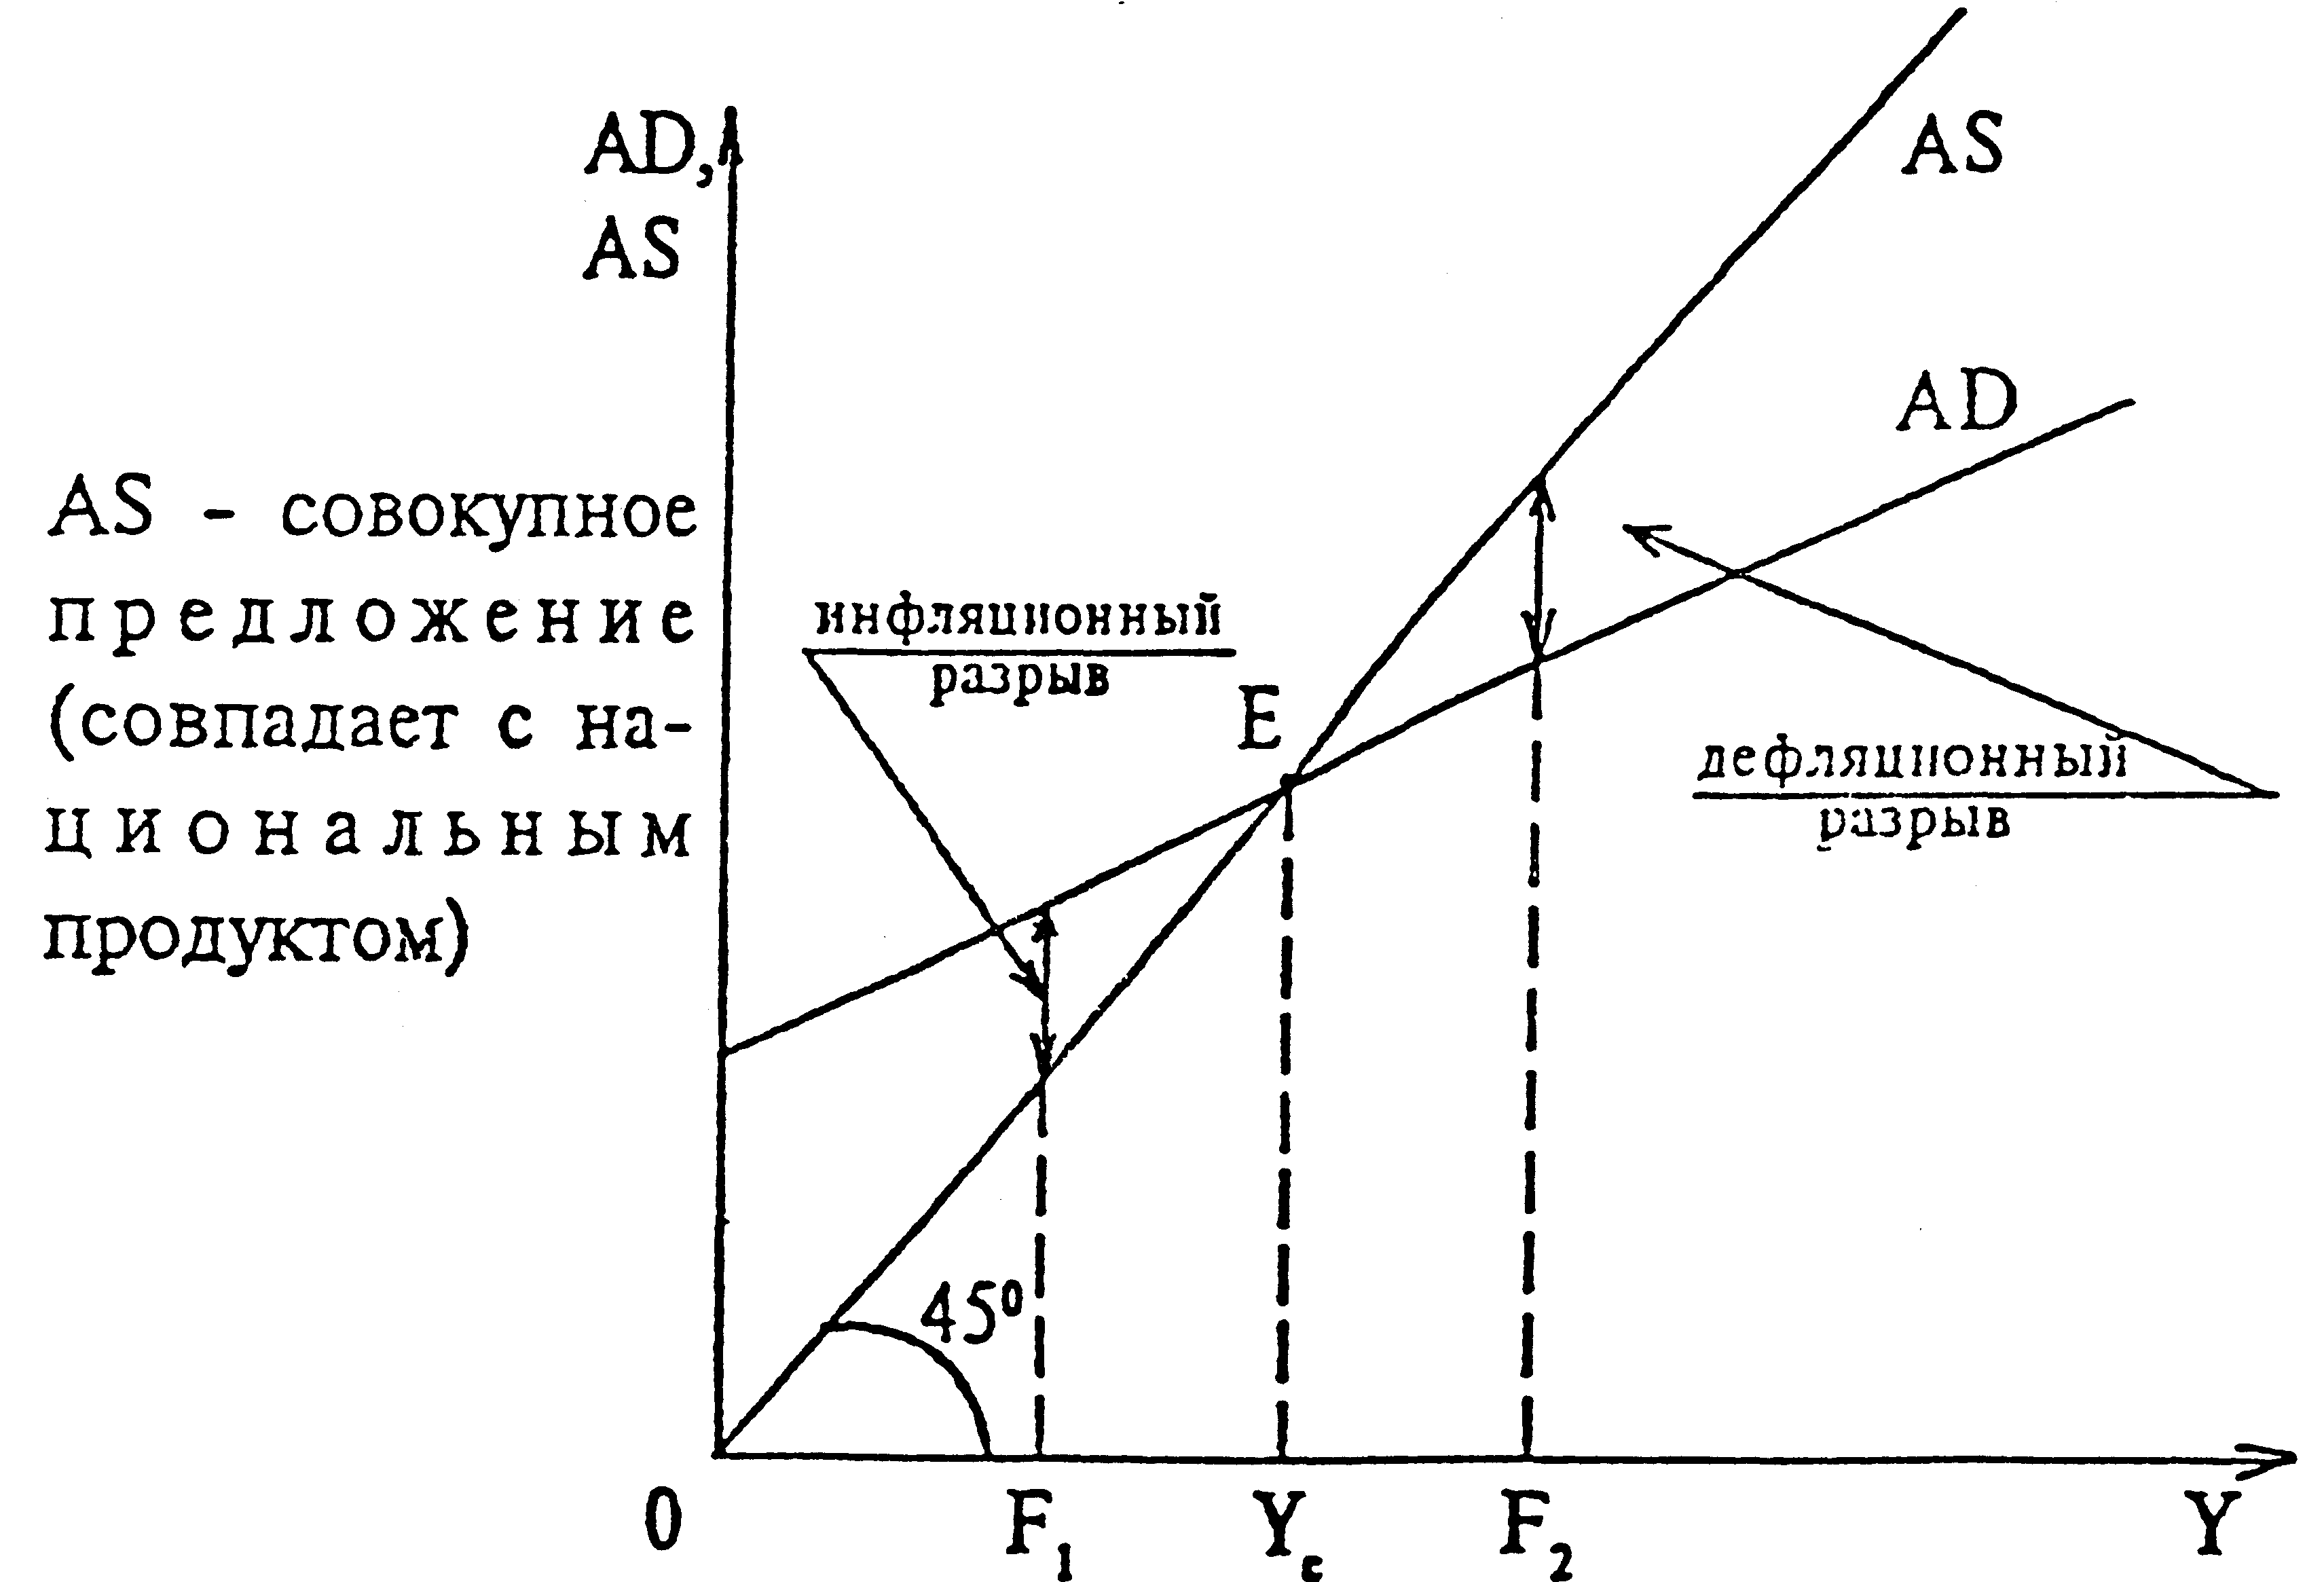 AD,
AS
AS
AD
AS - совокупное
предложение
(совпадает с на-
циональным
продуктом)
инфляционный
разрыв
E
дефляционный
разрыв
45⁰
0
F₁
Yₑ
F₂
Y